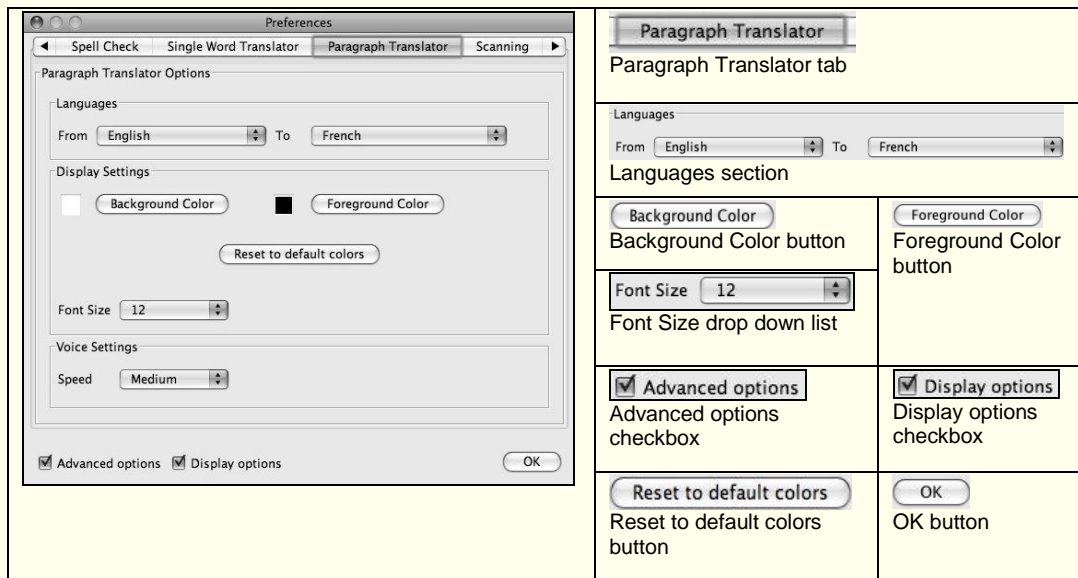 Preferences
Spell Check Single Word Translator Paragraph Translator Scanning
Paragraph Translator Options
Languages
From English To French
Display Settings
Background Color Foreground Color
Reset to default colors
Font Size 12
Voice Settings
Speed Medium
Advanced options Display options OK
Paragraph Translator
Paragraph Translator tab
Languages
From English To French
Languages section
Background Color
Background Color button
Foreground Color
Foreground Color
button
Font Size 12
Font Size drop down list
Advanced options
Advanced options
checkbox
Display options
Display options
checkbox
Reset to default colors
Reset to default colors
button
OK
OK button